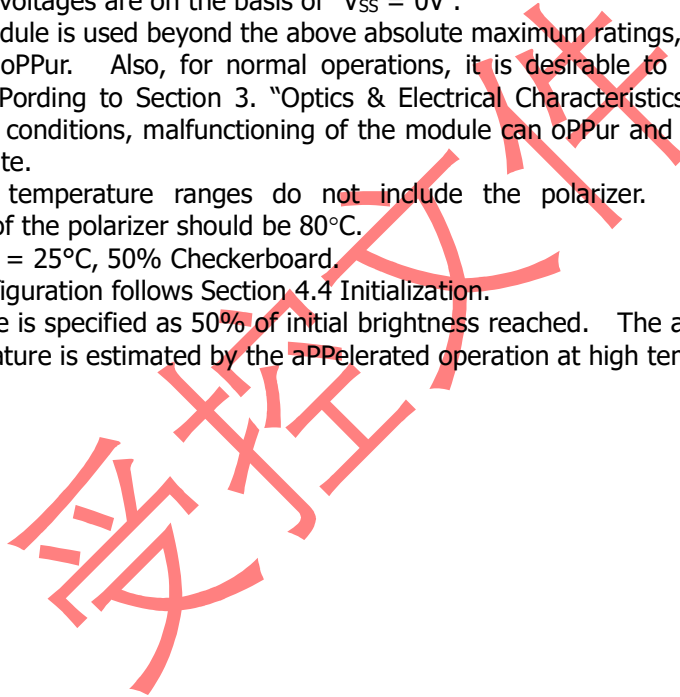 voltages are on the basis of "VSS = 0V".
dule is used beyond the above absolute maximum ratings,
oPPur. Also, for normal operations, it is desirable to
Pording to Section 3. "Optics & Electrical Characteristics
conditions, malfunctioning of the module can oPPur and
te.
temperature ranges do not include the polarizer.
of the polarizer should be 80°C.
= 25°C, 50% Checkerboard.
figuration follows Section 4.4 Initialization.
e is specified as 50% of initial brightness reached. The a
ature is estimated by the aPPelerated operation at high ten
受控文件